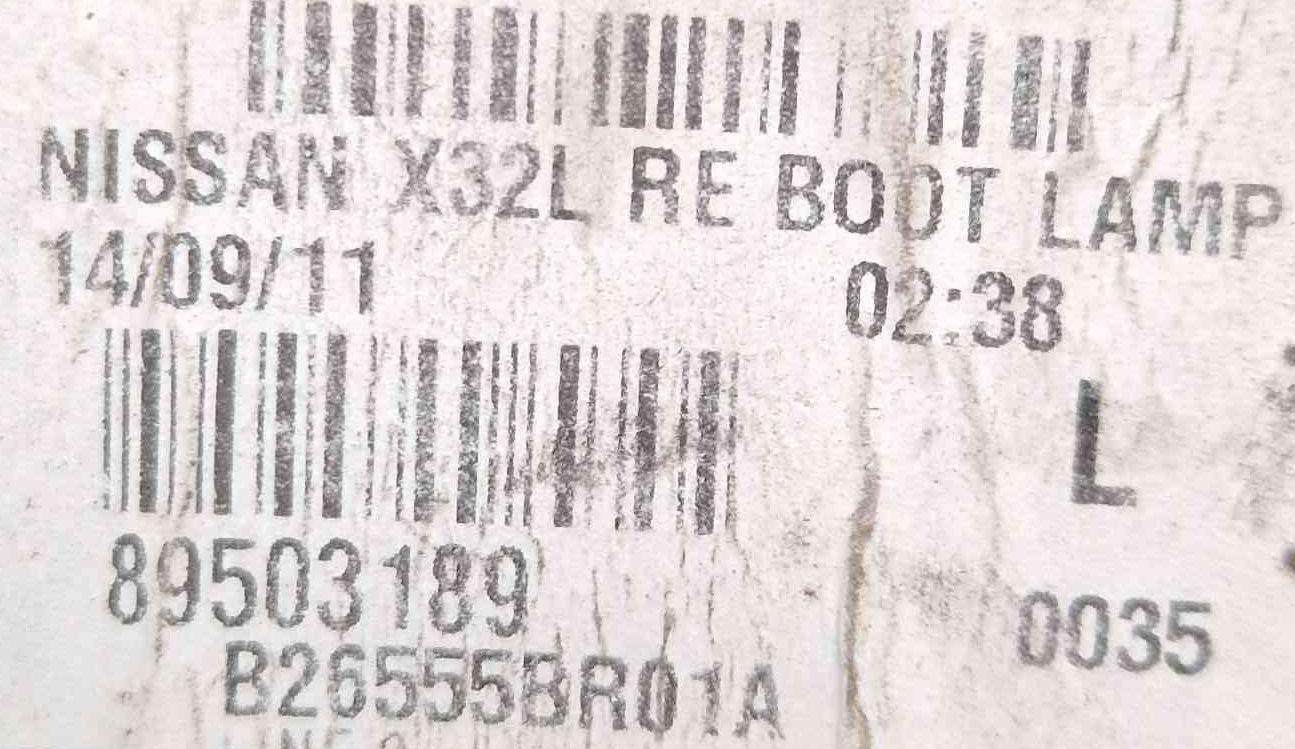 NISSAN X32L RE BOOT LAMP
14/09/11 02:38
L
89503189
0035
B26555BR01A